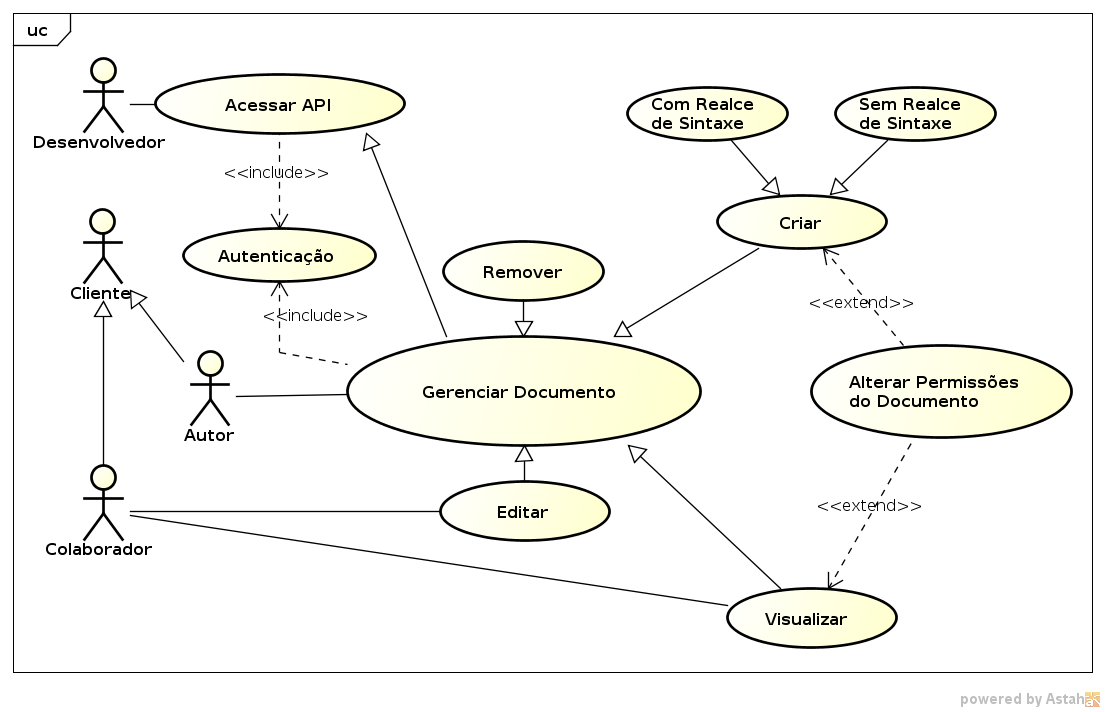 uc
Acessar API
Desenvolvedor
Com Realce
de Sintaxe
Sem Realce
de Sintaxe
<<include>>
Criar
Autenticação
Remover
Cliente
<<include>>
<<extend>>
Gerenciar Documento
Alterar Permissões
do Documento
Autor
Editar
<<extend>>
Colaborador
Visualizar
powered by Astah